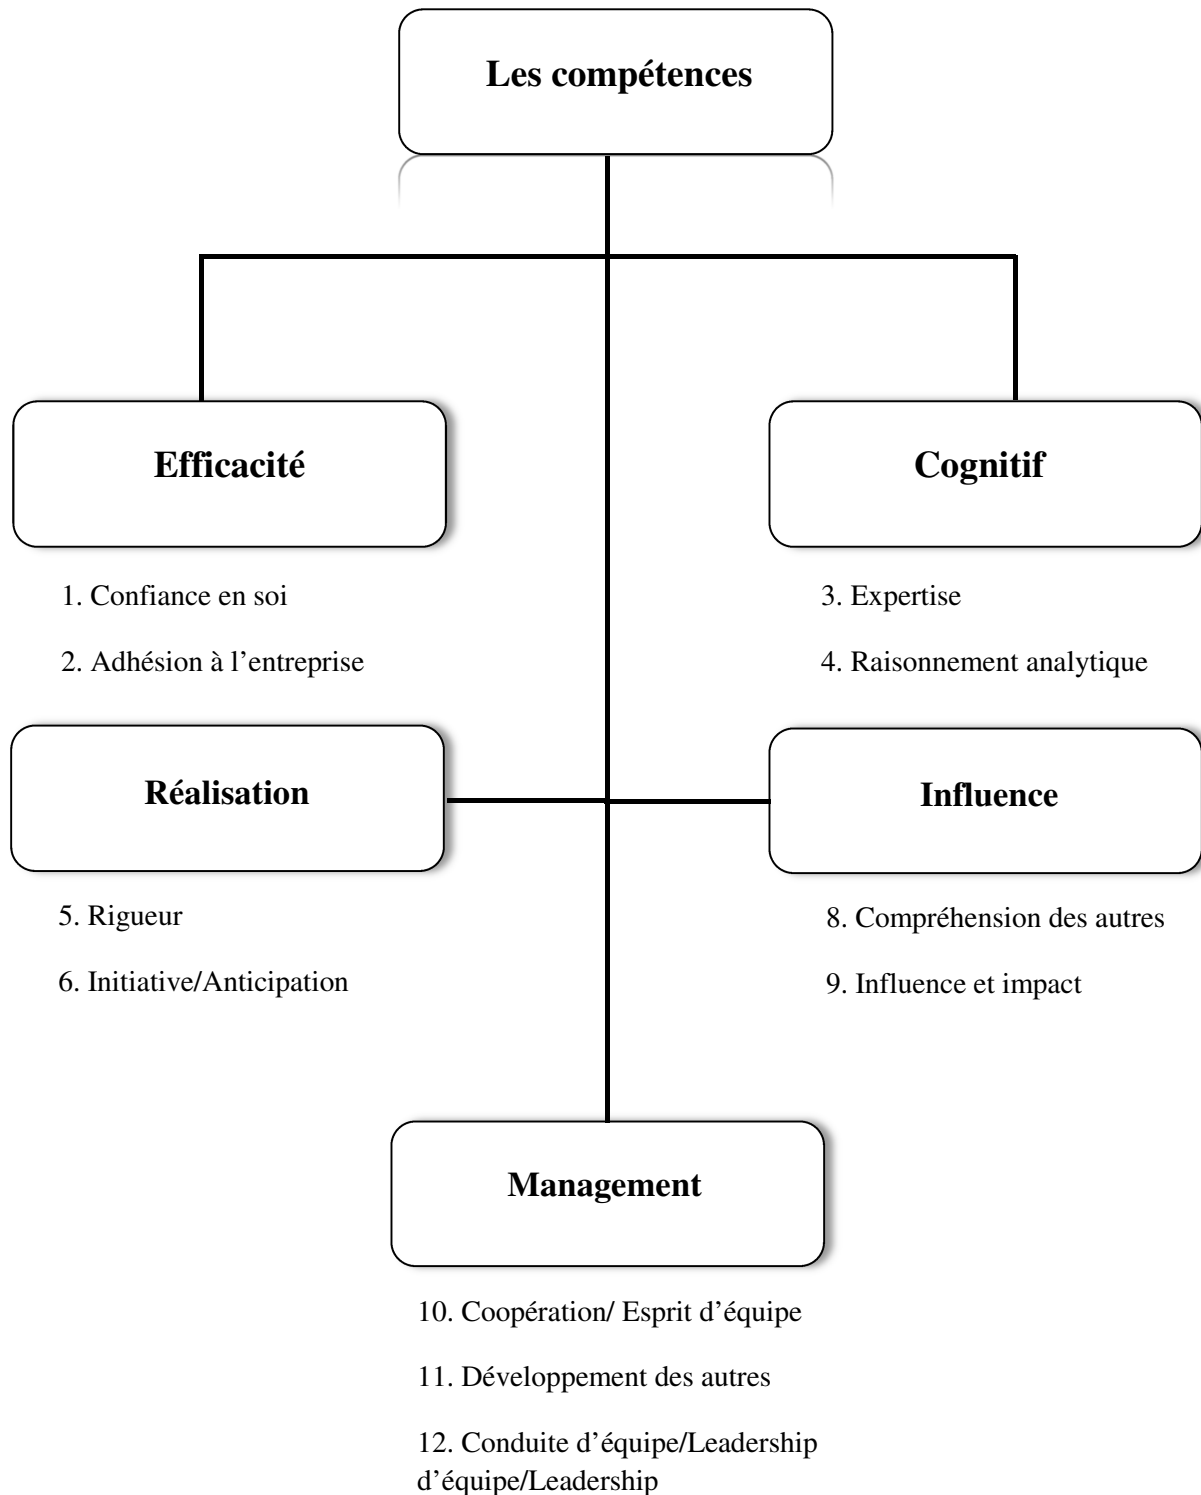 Les compétences
Efficacité
Cognitif
1. Confiance en soi
2. Adhésion à l’entreprise
3. Expertise
4. Raisonnement analytique
Réalisation
Influence
5. Rigueur
6. Initiative/Anticipation
8. Compréhension des autres
9. Influence et impact
Management
10. Coopération/ Esprit d’équipe
11. Développement des autres
12. Conduite d’équipe/Leadership
d’équipe/Leadership